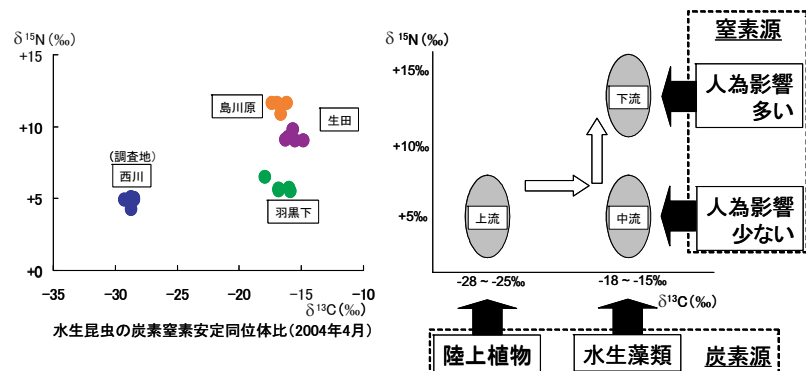 δ¹⁵N(‰)
+15
+10
+5
+0
島川原
生田
(調査地)
西川
羽黒下
−35
−30
−25
−20
−15
−10
δ¹³C(‰)
水生昆虫の炭素窒素安定同位体比(2004年4月)
δ¹⁵N(‰)
+15‰
+10‰
+5‰
上流
下流
中流
-28～-25‰
-18～-15‰
δ¹³C(‰)
窒素源
人為影響
多い
人為影響
少ない
陸上植物
水生藻類
炭素源